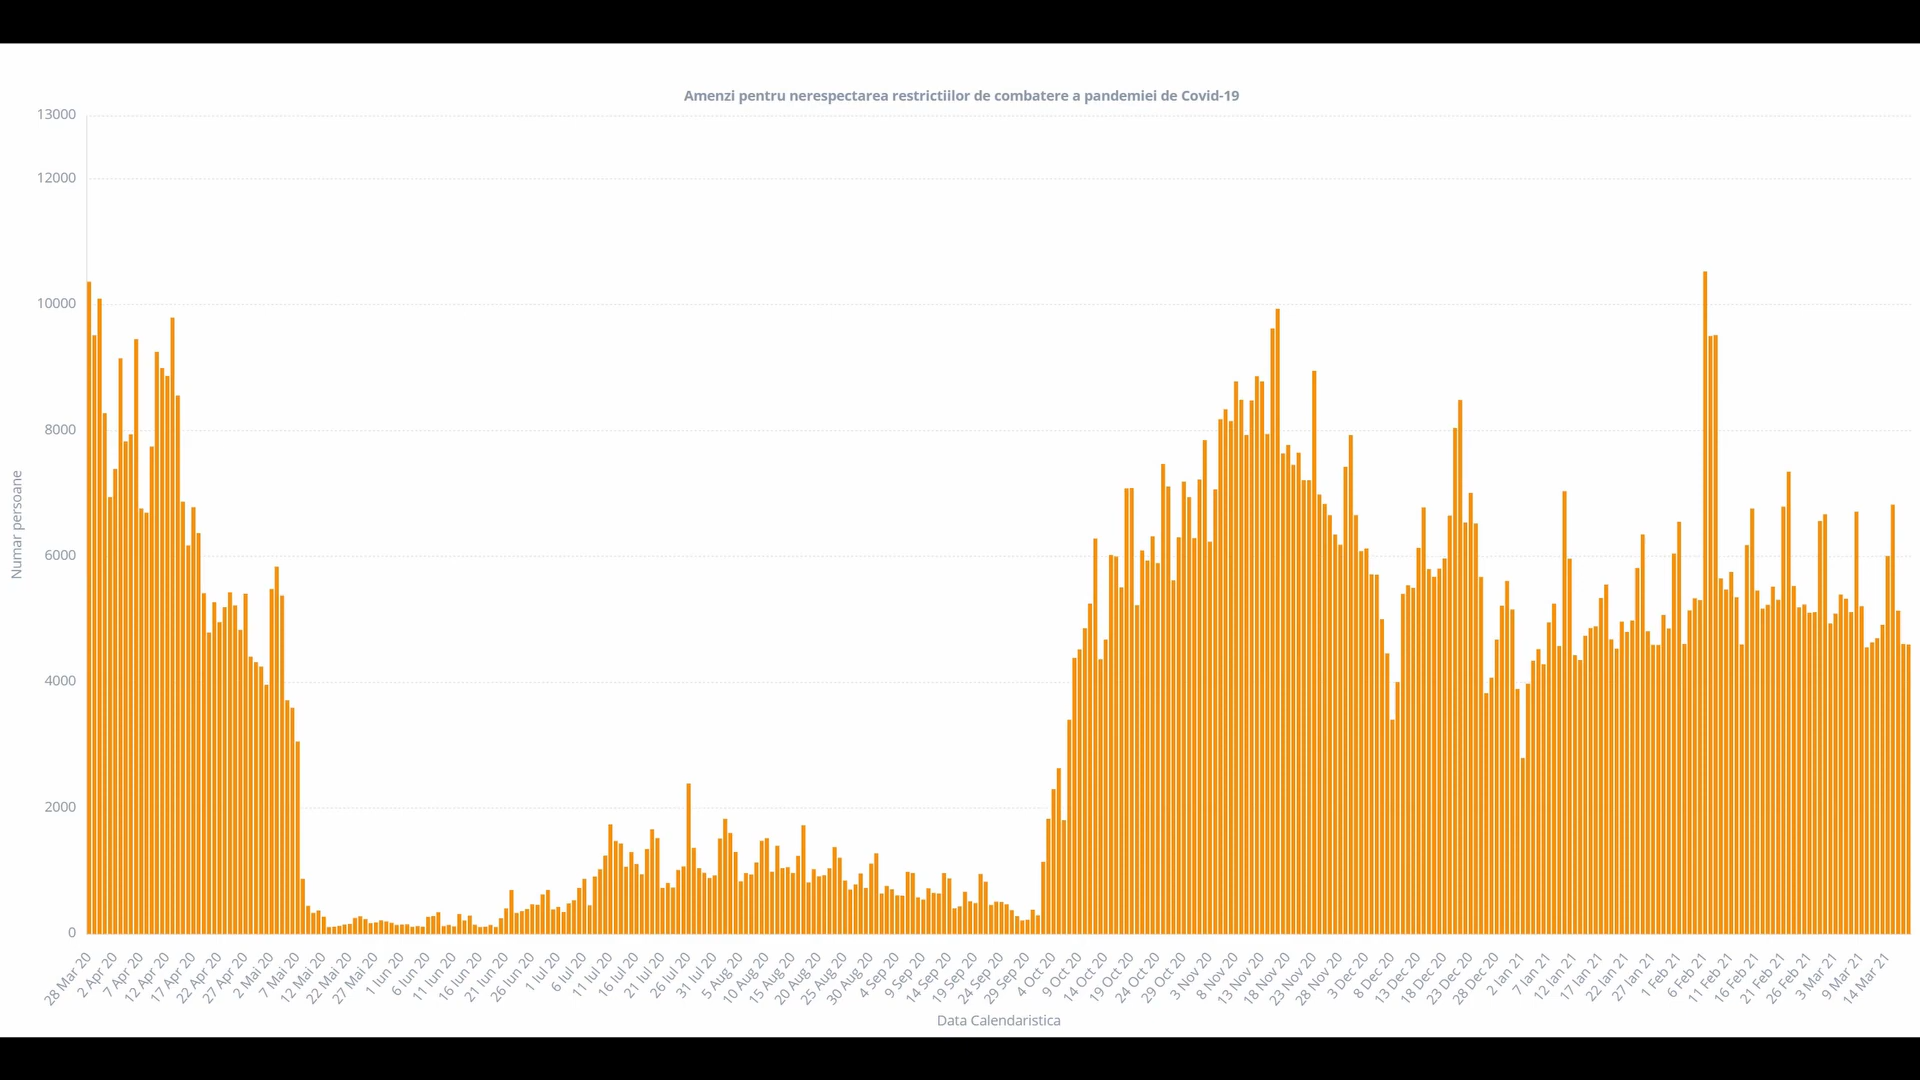 Amenzi pentru nerespectarea restrictiilor de combatere a pandemiei de Covid-19
13000
12000
10000
8000
6000
4000
2000
0
Numar persoane
28 Mar 20
2 Apr 20
7 Apr 20
12 Apr 20
17 Apr 20
22 Apr 20
27 Apr 20
2 Mai 20
7 Mai 20
12 Mai 20
22 Mai 20
27 Mai 20
1 Iun 20
6 Iun 20
11 Iun 20
16 Iun 20
21 Iun 20
26 Iun 20
1 Iul 20
6 Iul 20
11 Iul 20
16 Iul 20
21 Iul 20
26 Iul 20
31 Iul 20
5 Aug 20
10 Aug 20
15 Aug 20
20 Aug 20
25 Aug 20
30 Aug 20
4 Sep 20
9 Sep 20
14 Sep 20
19 Sep 20
24 Sep 20
29 Sep 20
4 Oct 20
9 Oct 20
14 Oct 20
19 Oct 20
24 Oct 20
29 Oct 20
3 Nov 20
8 Nov 20
13 Nov 20
18 Nov 20
23 Nov 20
28 Nov 20
3 Dec 20
8 Dec 20
13 Dec 20
18 Dec 20
23 Dec 20
28 Dec 20
2 Ian 21
7 Ian 21
12 Ian 21
17 Ian 21
22 Ian 21
27 Ian 21
1 Feb 21
6 Feb 21
11 Feb 21
16 Feb 21
21 Feb 21
26 Feb 21
3 Mar 21
9 Mar 21
14 Mar 21
Data Calendaristica